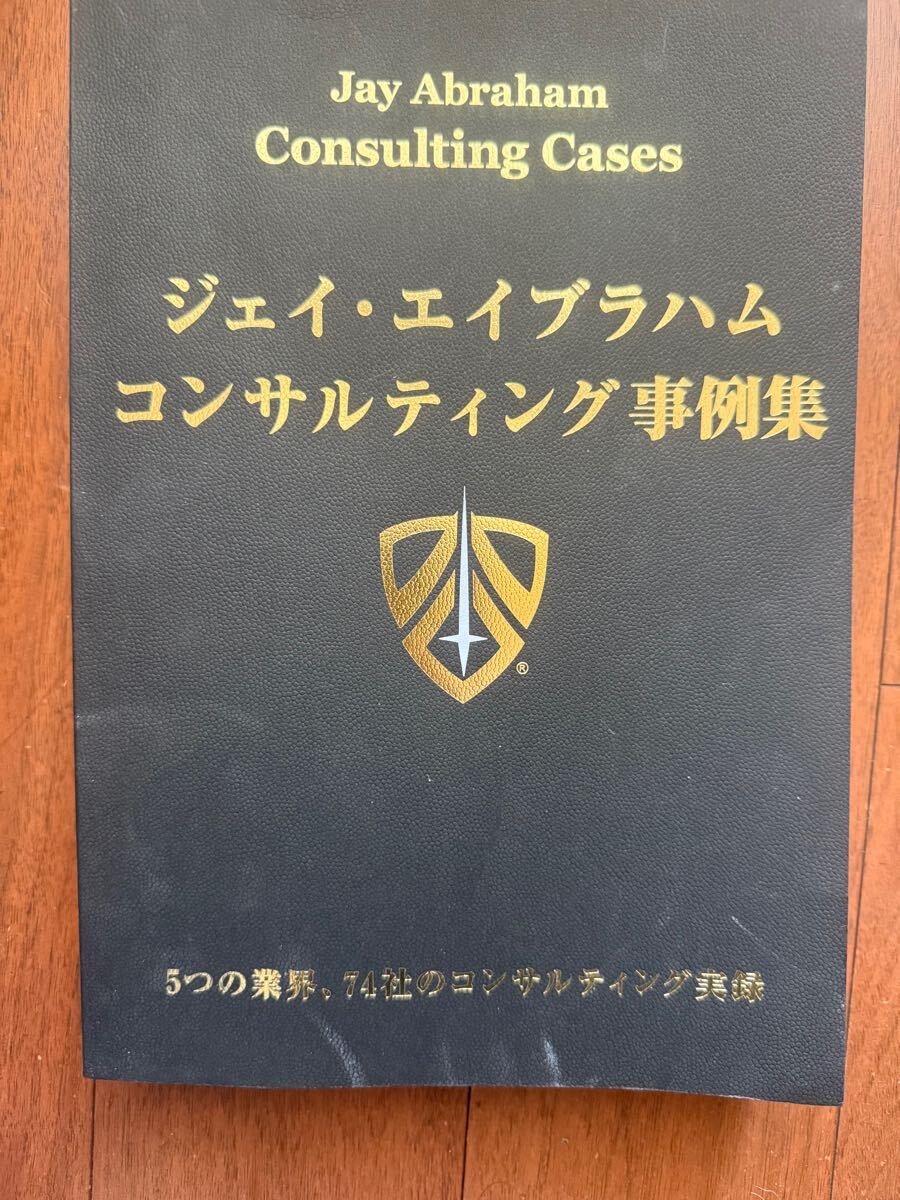 Jay Abraham
Consulting Cases
ジェイ・エイブラハム
コンサルティング事例集
®
5つの業界、74社のコンサルティング実録